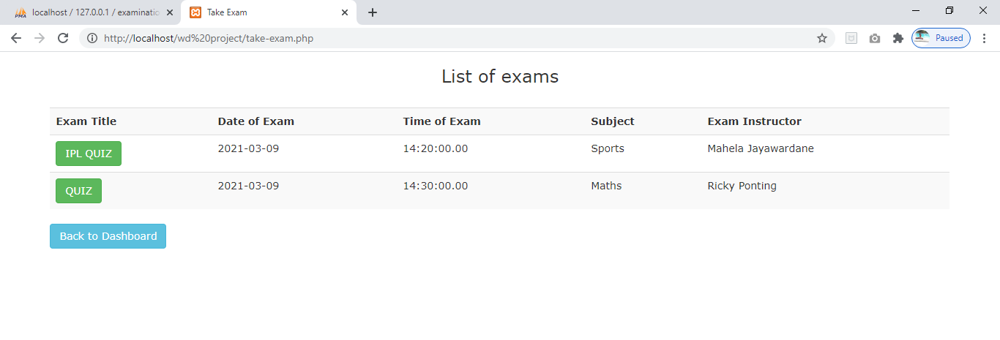 localhost / 127.0.0.1 / examinatio Take Exam
http://localhost/wd%20project/take-exam.php Paused
List of exams
Exam Title Date of Exam Time of Exam Subject Exam Instructor
IPL QUIZ 2021-03-09 14:20:00.00 Sports Mahela Jayawardane
QUIZ 2021-03-09 14:30:00.00 Maths Ricky Ponting
Back to Dashboard